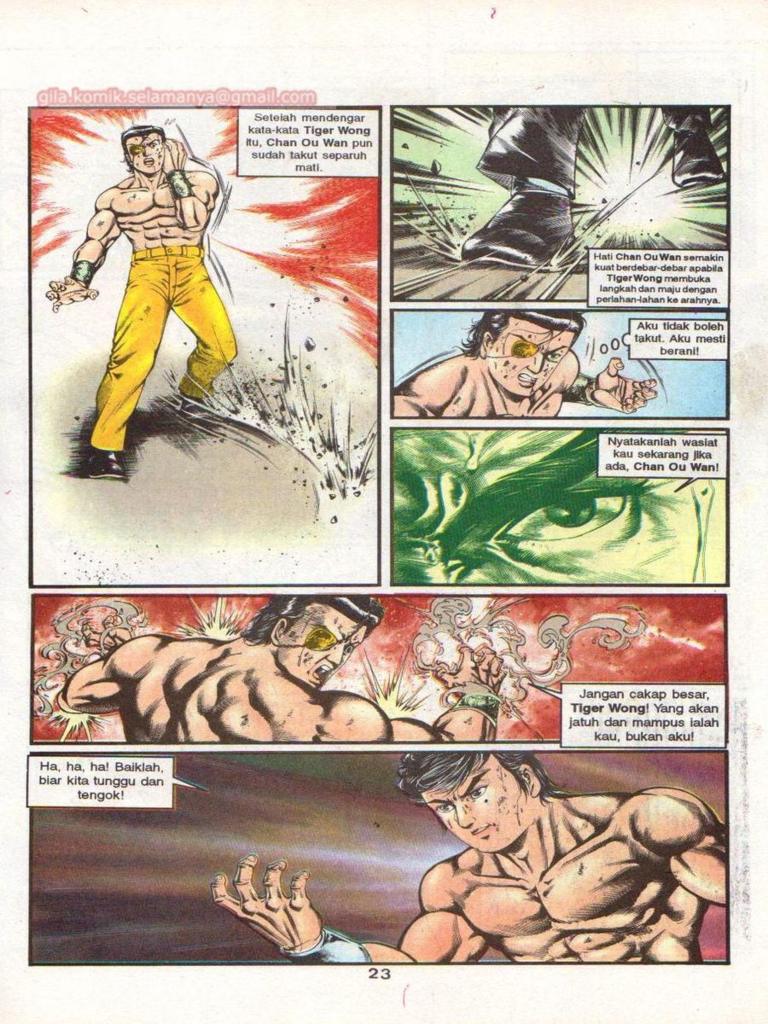 gila.komik.selamanya@gmail.com
Setelah mendengar
kata-kata Tiger Wong
itu, Chan Ou Wan pun
sudah takut separuh
mati.
Hati Chan Ou Wan semakin
kuat berdebar-debar apabila
Tiger Wong membuka
langkah dan maju dengan
perlahan-lahan ke arahnya.
Aku tidak boleh
takut. Aku mesti
berani!
Nyatakanlah wasiat
kau sekarang jika
ada, Chan Ou Wan!
Jangan cakap besar,
Tiger Wong! Yang akan
jatuh dan mampus ialah
kau, bukan aku!
Ha, ha, ha! Baiklah,
biar kita tunggu dan
tengok!
23